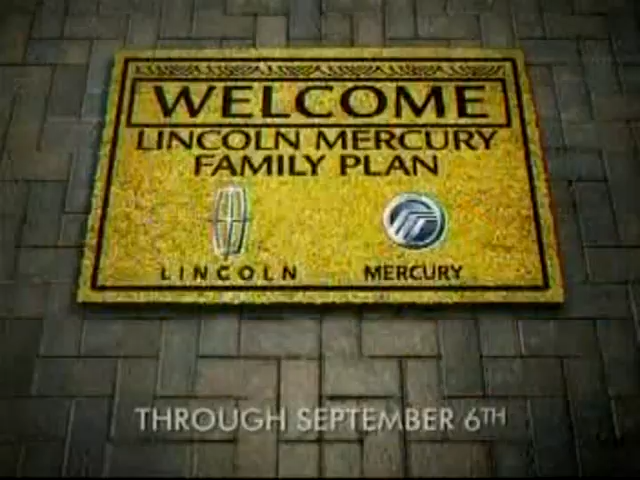 WELCOME
LINCOLN MERCURY
FAMILY PLAN
LINCOLN
MERCURY
THROUGH SEPTEMBER 6TH